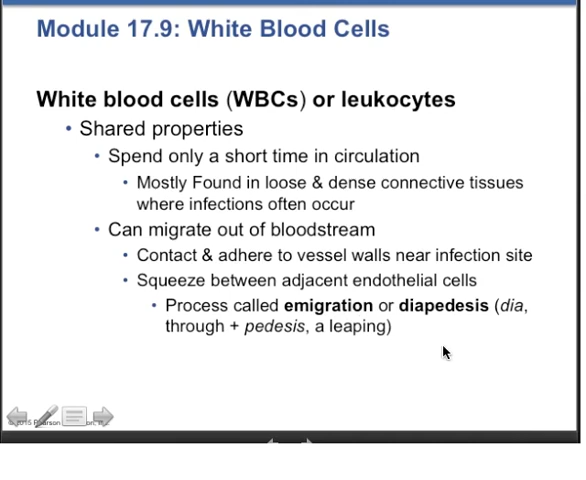 Module 17.9: White Blood Cells
White blood cells (WBCs) or leukocytes
• Shared properties
• Spend only a short time in circulation
• Mostly Found in loose & dense connective tissues
where infections often occur
• Can migrate out of bloodstream
• Contact & adhere to vessel walls near infection site
• Squeeze between adjacent endothelial cells
• Process called emigration or diapedesis (dia,
through + pedesis, a leaping)